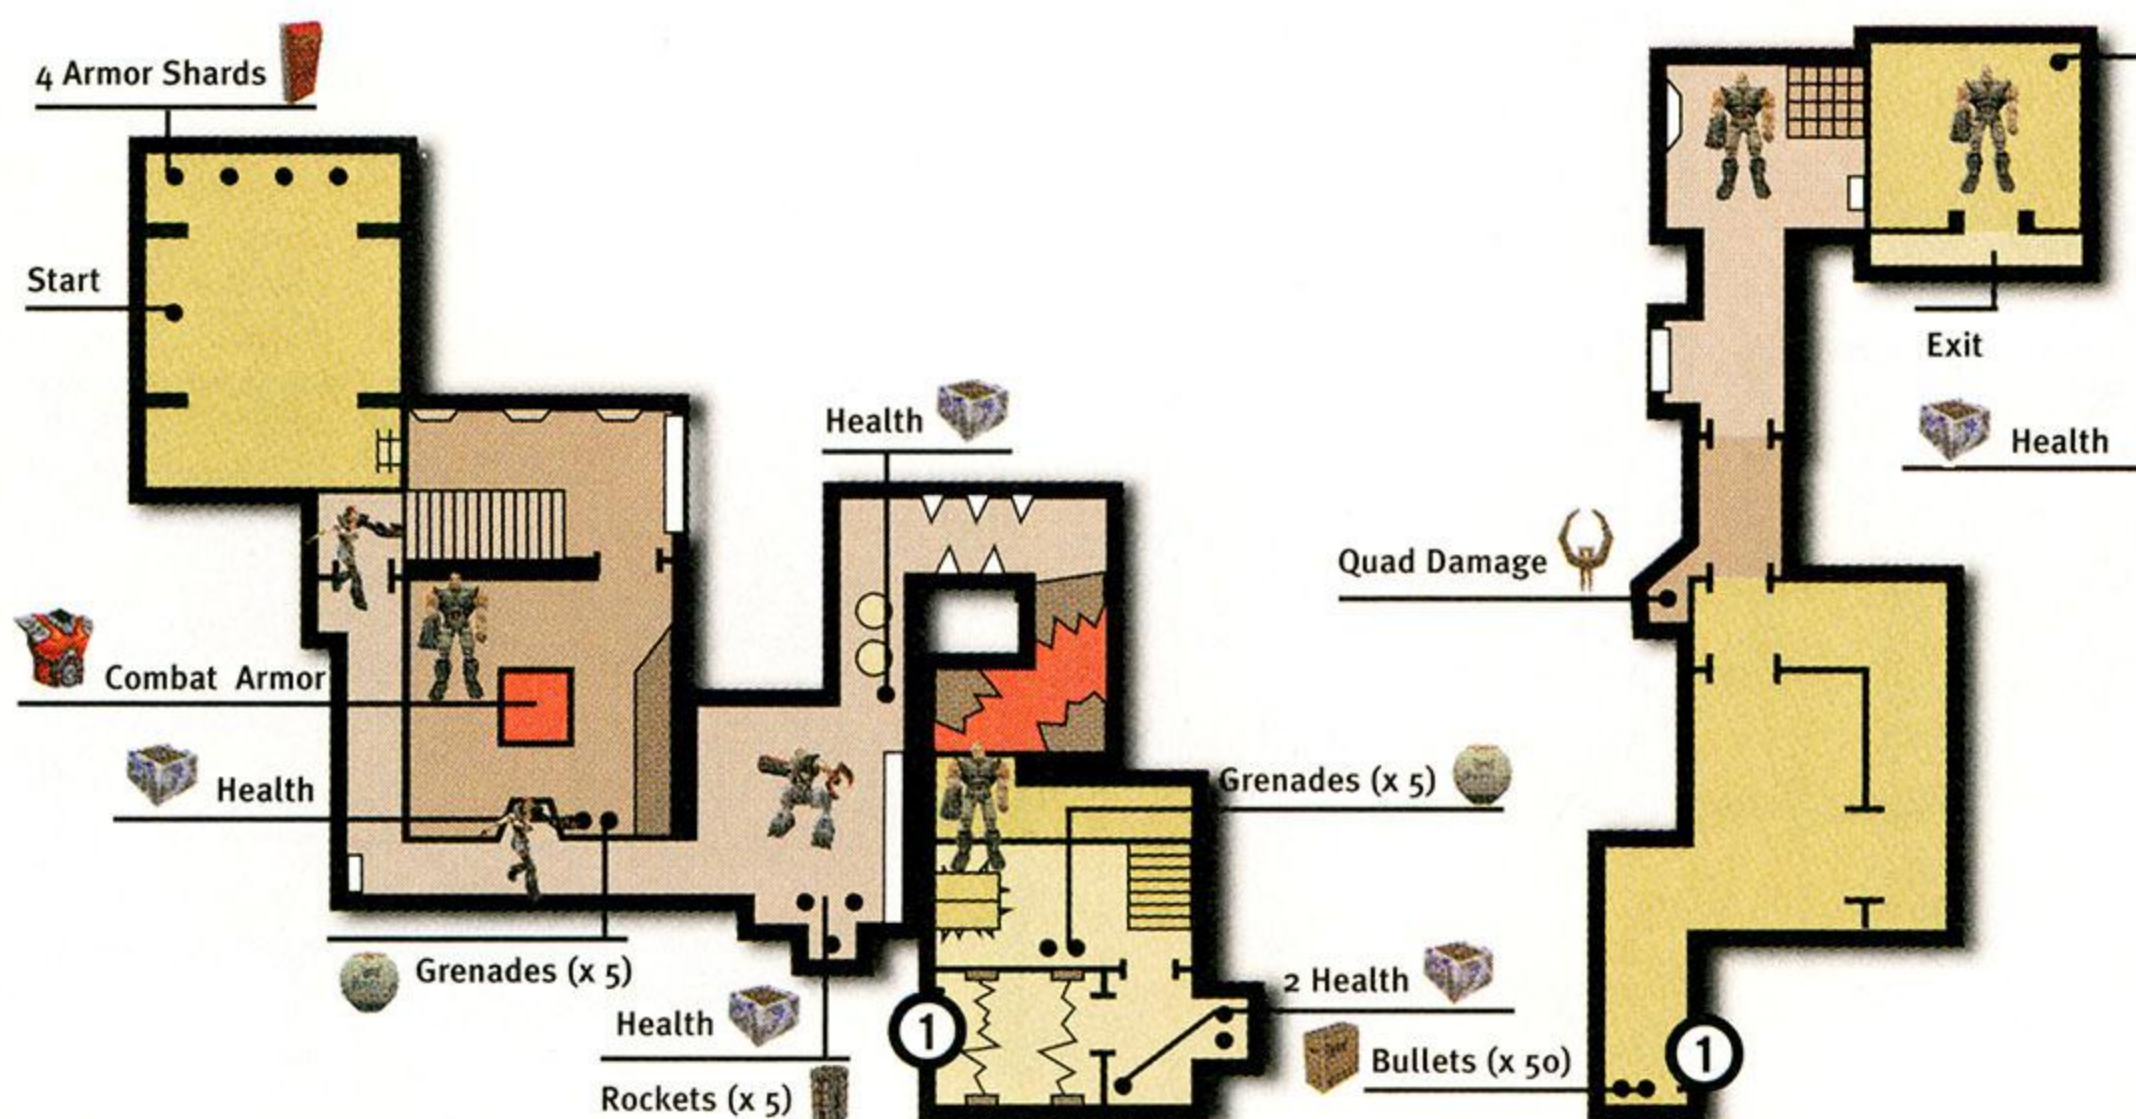 4 Armor Shards
Start
Health
Exit
Health
Quad Damage
Combat Armor
Health
Grenades (x 5)
Grenades (x 5)
2 Health
Health
1
1
Bullets (x 50)
Rockets (x 5)